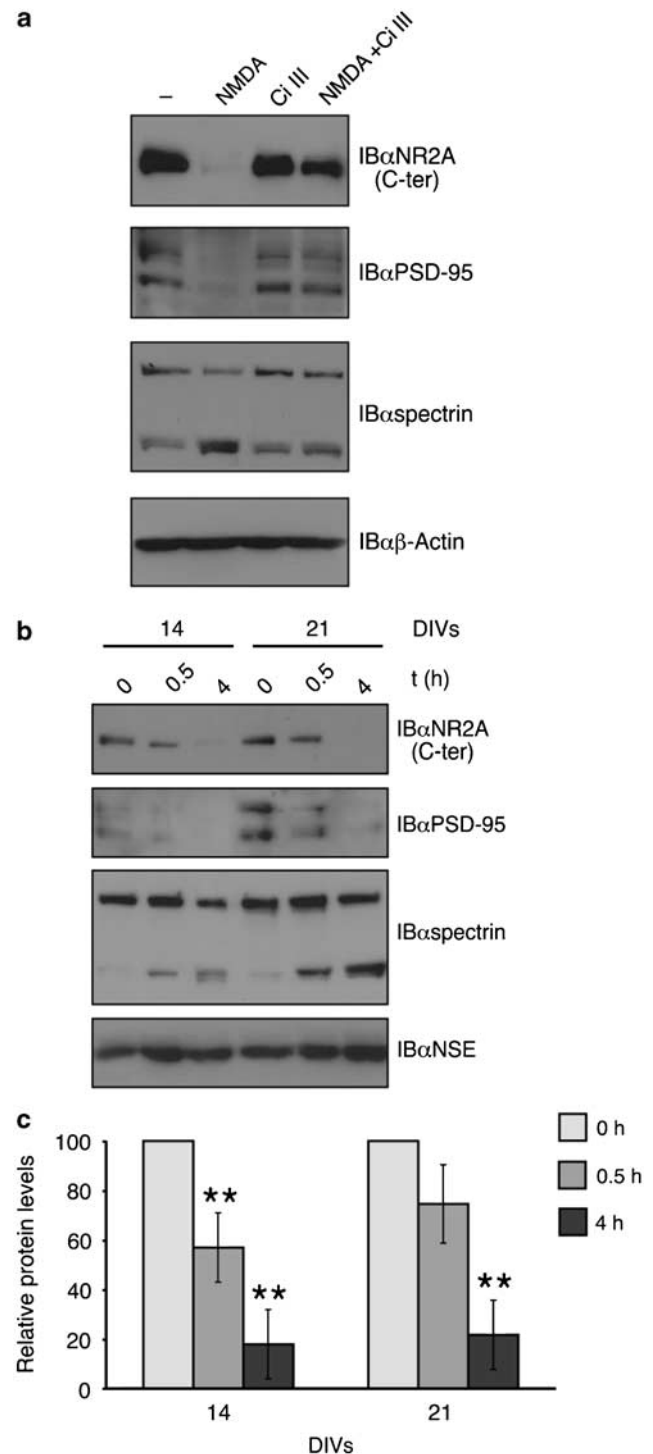 a
– NMDA Ci III NMDA +Ci III
IBαNR2A
(C-ter)
IBαPSD-95
IBαspectrin
IBαβ-Actin
b
14 21 DIVs
0 0.5 4 0 0.5 4 t (h)
IBαNR2A
(C-ter)
IBαPSD-95
IBαspectrin
IBαNSE
c
Relative protein levels
100
80
60
40
20
0
** ** **
14 21
DIVs
0 h
0.5 h
4 h